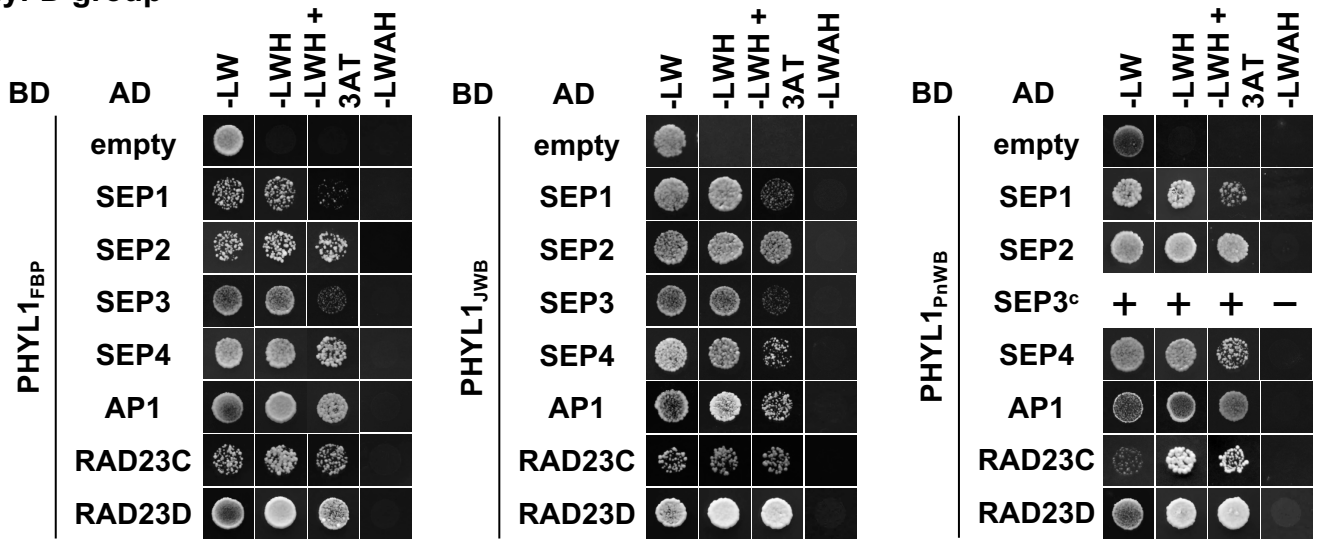 BD AD -LW -LWH -LWH + 3AT -LWAH
PHYL1FBP
empty
SEP1
SEP2
SEP3
SEP4
AP1
RAD23C
RAD23D
BD AD -LW -LWH -LWH + 3AT -LWAH
PHYL1JWB
empty
SEP1
SEP2
SEP3
SEP4
AP1
RAD23C
RAD23D
BD AD -LW -LWH -LWH + 3AT -LWAH
PHYL1PnWB
empty
SEP1
SEP2
SEP3c + + + −
SEP4
AP1
RAD23C
RAD23D